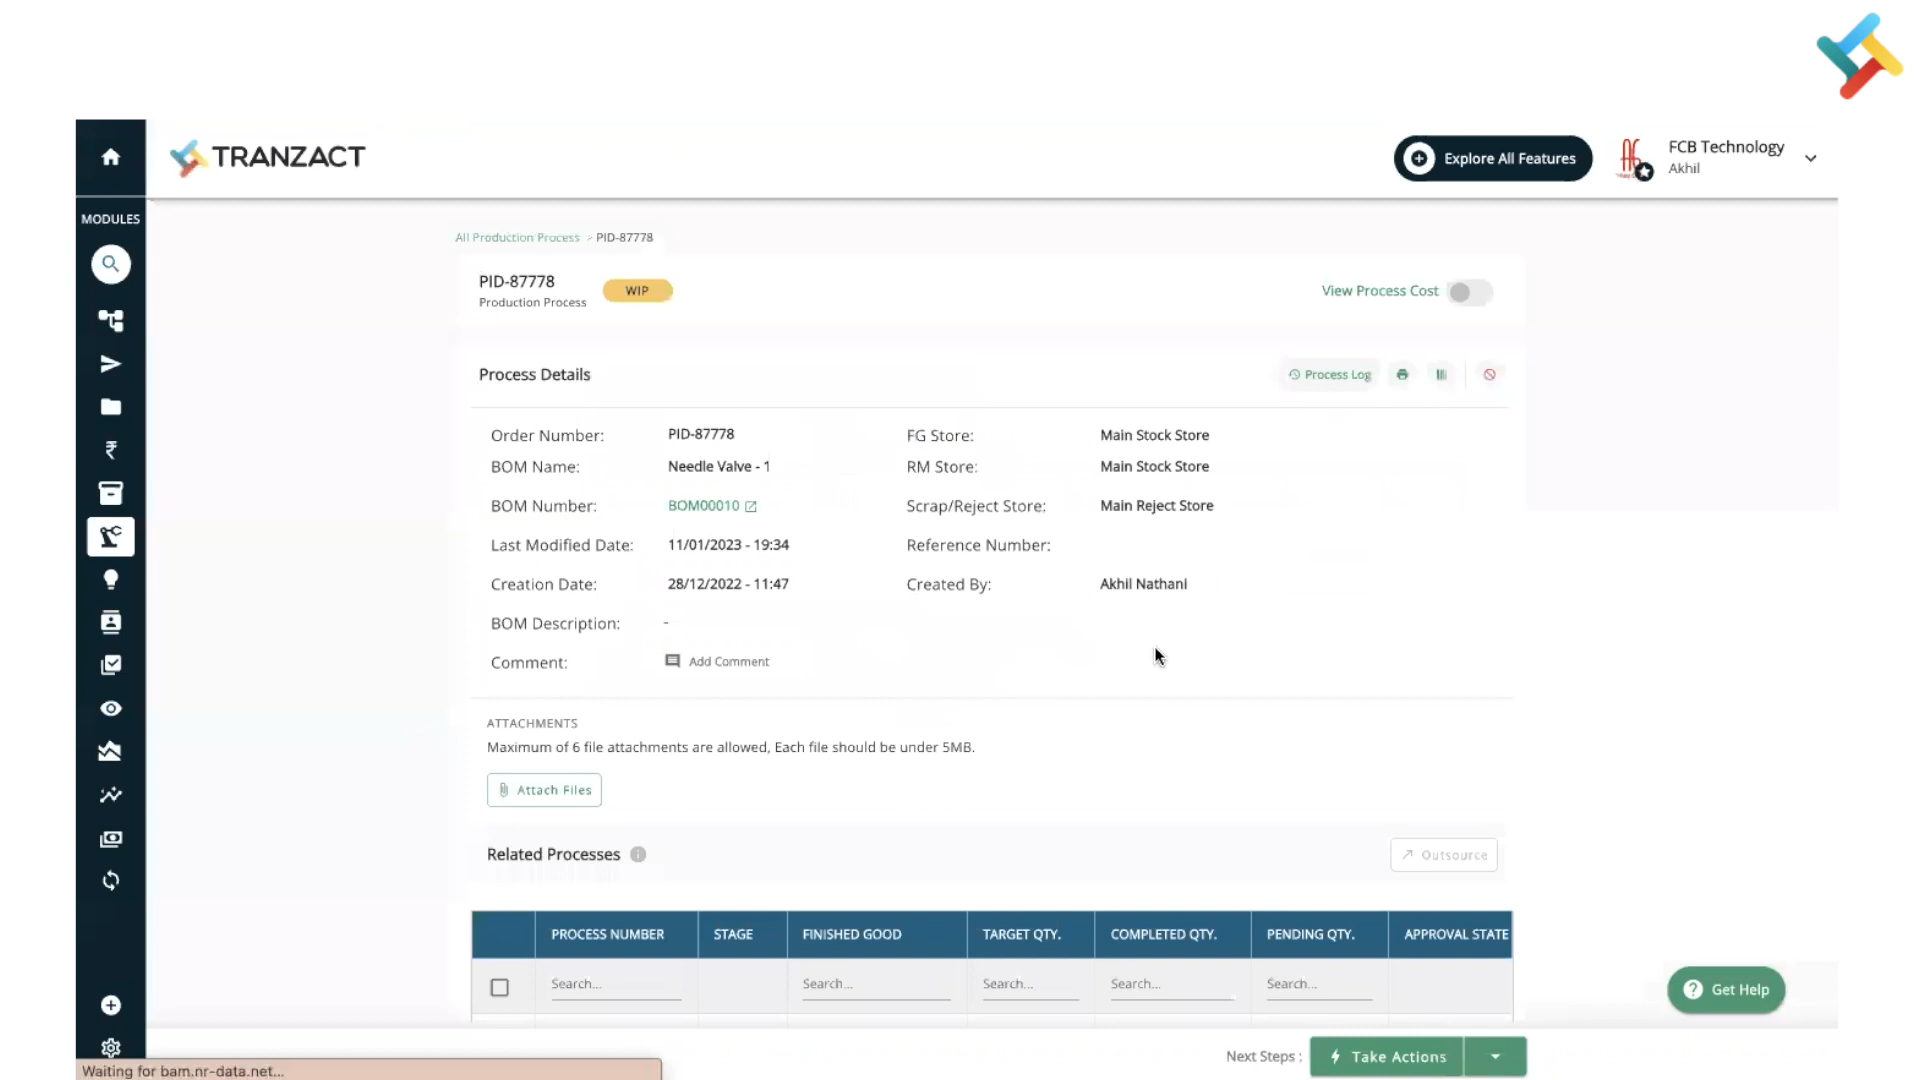 TRANZACT
Explore All Features
FCB Technology
Akhil
MODULES
All Production Process > PID-87778
PID-87778
Production Process
WIP
View Process Cost
Process Details
Process Log
Order Number: PID-87778 FG Store: Main Stock Store
BOM Name: Needle Valve - 1 RM Store: Main Stock Store
BOM Number: BOM00010 Scrap/Reject Store: Main Reject Store
Last Modified Date: 11/01/2023 - 19:34 Reference Number:
Creation Date: 28/12/2022 - 11:47 Created By: Akhil Nathani
BOM Description: -
Comment: Add Comment
ATTACHMENTS
Maximum of 6 file attachments are allowed, Each file should be under 5MB.
Attach Files
Related Processes
Outsource
PROCESS NUMBER STAGE FINISHED GOOD TARGET QTY. COMPLETED QTY. PENDING QTY. APPROVAL STATE
Search... Search... Search... Search... Search...
Get Help
Next Steps : Take Actions
Waiting for bam.nr-data.net...